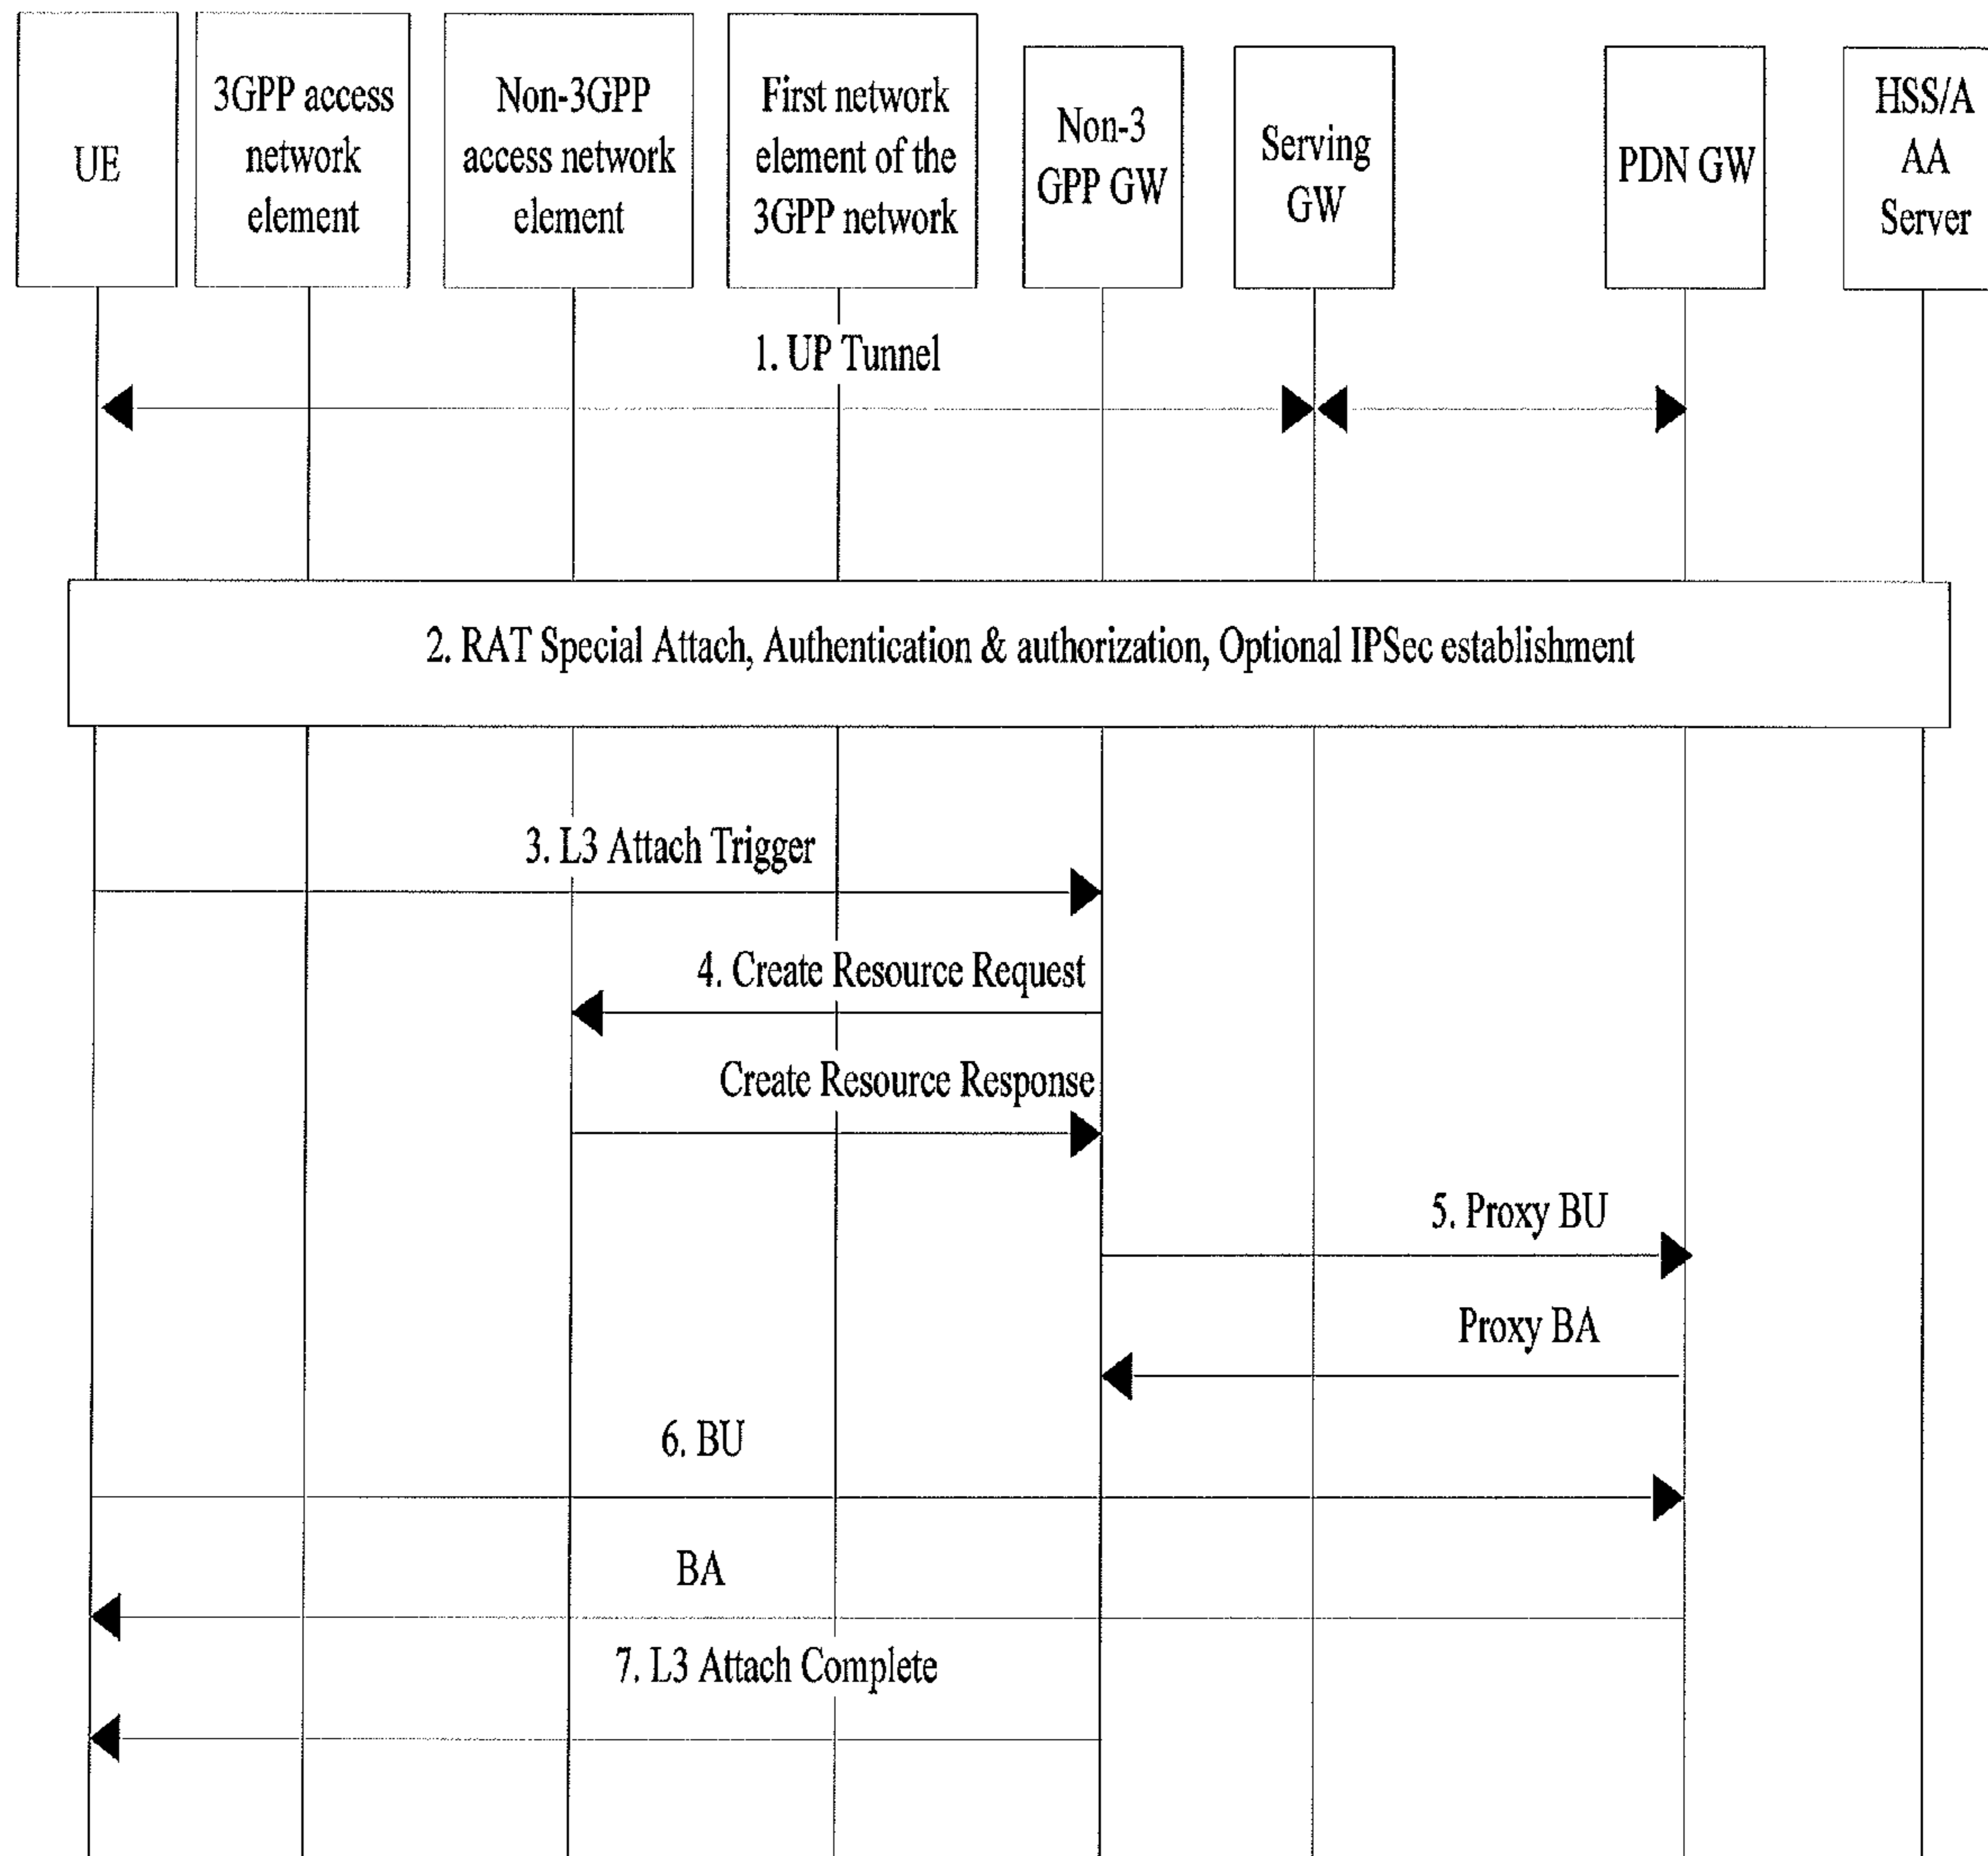 UE
3GPP access
network
element
Non-3GPP
access network
element
First network
element of the
3GPP network
Non-3
GPP GW
Serving
GW
PDN GW
HSS/A
AA
Server
1. UP Tunnel
2. RAT Special Attach, Authentication & authorization, Optional IPSec establishment
3. L3 Attach Trigger
4. Create Resource Request
Create Resource Response
5. Proxy BU
Proxy BA
6. BU
BA
7. L3 Attach Complete